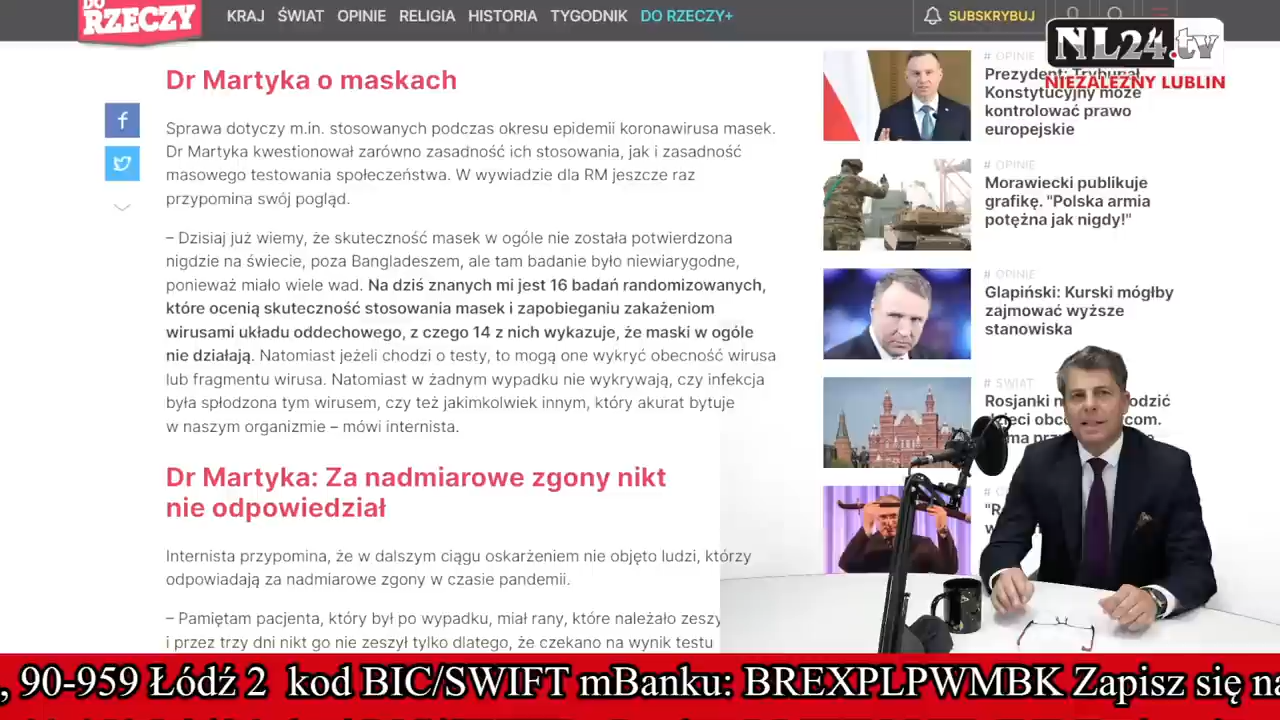 DO
RZECZY
KRAJ ŚWIAT OPINIE RELIGIA HISTORIA TYGODNIK DO RZECZY+
SUBSKRYBUJ
NL24.tv
NIEZALEŻNY LUBLIN
Dr Martyka o maskach
Sprawa dotyczy m.in. stosowanych podczas okresu epidemii koronawirusa masek.
Dr Martyka kwestionował zarówno zasadność ich stosowania, jak i zasadność
masowego testowania społeczeństwa. W wywiadzie dla RM jeszcze raz
przypomina swój pogląd.
– Dzisiaj już wiemy, że skuteczność masek w ogóle nie została potwierdzona
nigdzie na świecie, poza Bangladeszem, ale tam badanie było niewiarygodne,
ponieważ miało wiele wad. Na dziś znanych mi jest 16 badań randomizowanych,
które ocenią skuteczność stosowania masek i zapobieganiu zakażeniom
wirusami układu oddechowego, z czego 14 z nich wykazuje, że maski w ogóle
nie działają. Natomiast jeżeli chodzi o testy, to mogą one wykryć obecność wirusa
lub fragmentu wirusa. Natomiast w żadnym wypadku nie wykrywają, czy infekcja
była spłodzona tym wirusem, czy też jakimkolwiek innym, który akurat bytuje
w naszym organizmie – mówi internista.
Dr Martyka: Za nadmiarowe zgony nikt
nie odpowiedział
Internista przypomina, że w dalszym ciągu oskarżeniem nie objęto ludzi, którzy
odpowiadają za nadmiarowe zgony w czasie pandemii.
– Pamiętam pacjenta, który był po wypadku, miał rany, które należało zeszy
i przez trzy dni nikt go nie zeszył tylko dlatego, że czekano na wynik testu
# OPINIE
Prezydent: Trybunał
Konstytucyjny może
kontrolować prawo
europejskie
# OPINIE
Morawiecki publikuje
grafikę. "Polska armia
potężna jak nigdy!"
# OPINIE
Glapiński: Kurski mógłby
zajmować wyższe
stanowiska
# ŚWIAT
Rosjanki
, 90-959 Łódź 2 kod BIC/SWIFT mBanku: BREXPLPWMBK Zapisz się na